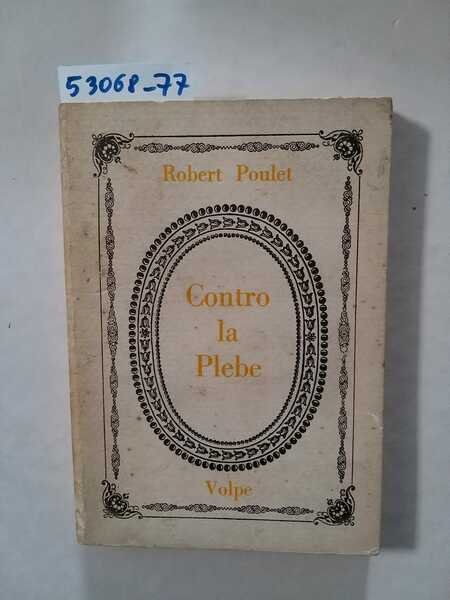 53068-77
Robert Poulet
Contro
la
Plebe
Volpe